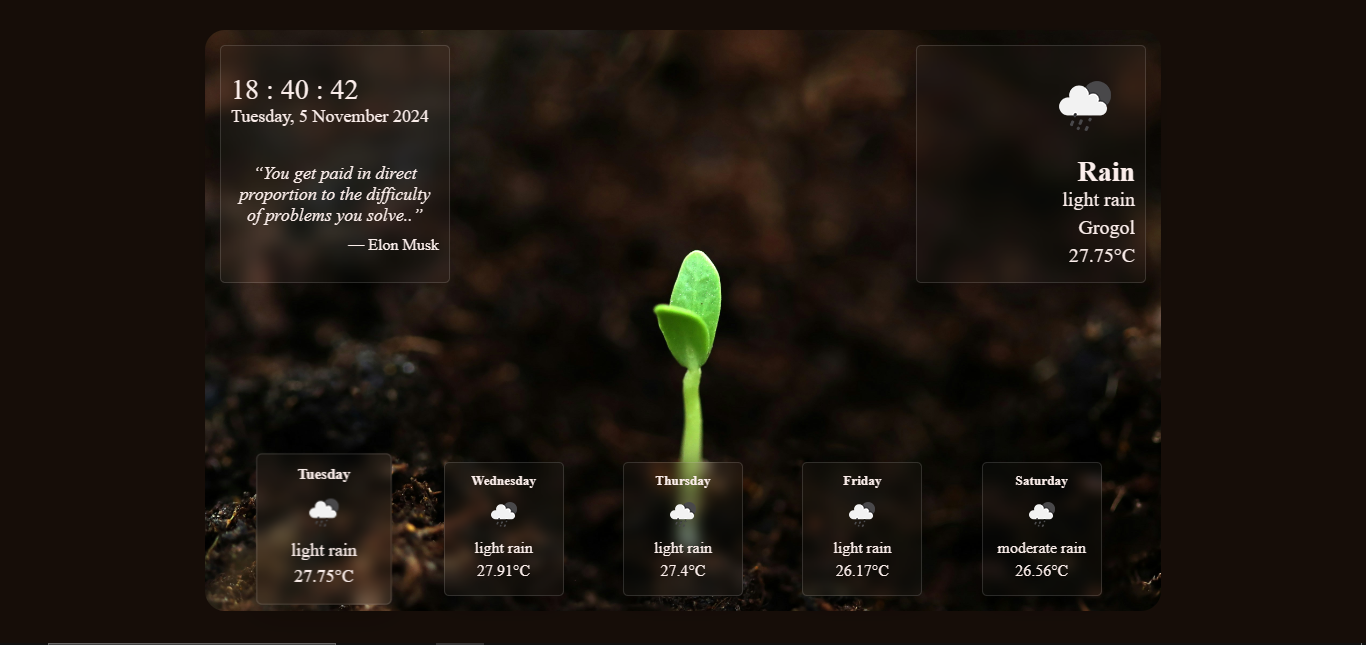 18 : 40 : 42
Tuesday, 5 November 2024
“You get paid in direct
proportion to the difficulty
of problems you solve..”
— Elon Musk
Rain
light rain
Grogol
27.75°C
Tuesday
light rain
27.75°C
Wednesday
light rain
27.91°C
Thursday
light rain
27.4°C
Friday
light rain
26.17°C
Saturday
moderate rain
26.56°C